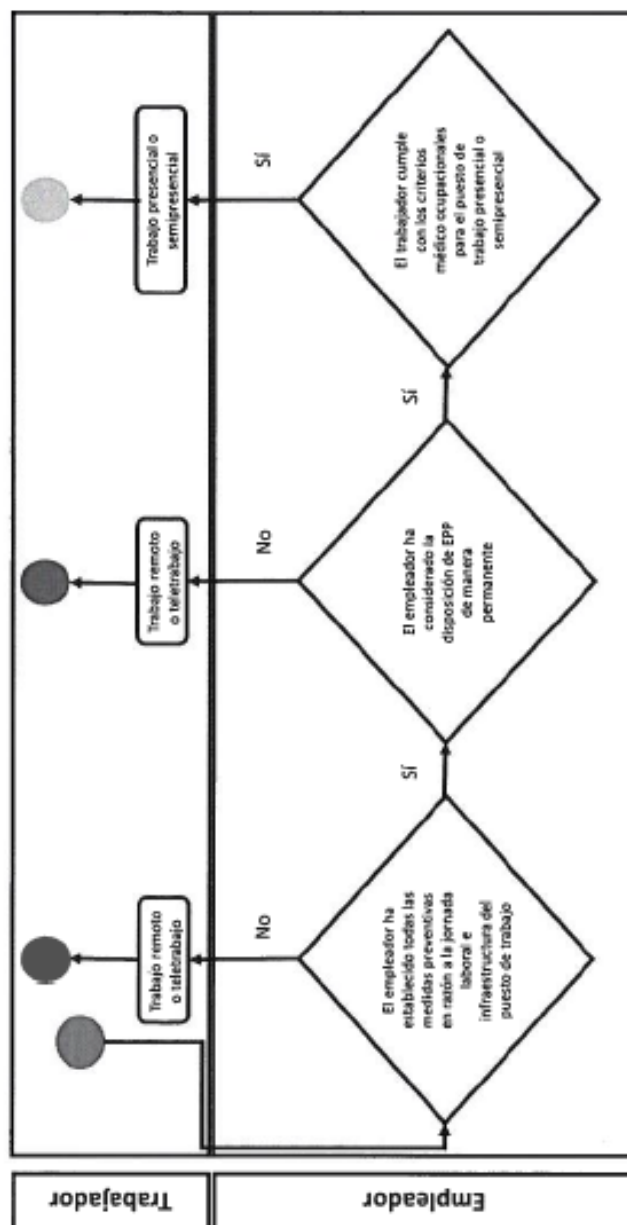 Trabajador
Trabajo remoto
o teletrabajo
Trabajo remoto
o teletrabajo
Trabajo presencial o
semipresencial
Empleador
El empleador ha
establecido todas las
medidas preventivas
en razón a la jornada
laboral e
infraestructura del
puesto de trabajo
No
Sí
El empleador ha
considerado la
disposición de EPP
de manera
permanente
No
Sí
El trabajador cumple
con los criterios
médico ocupacionales
para el puesto de
trabajo presencial o
semipresencial
Sí